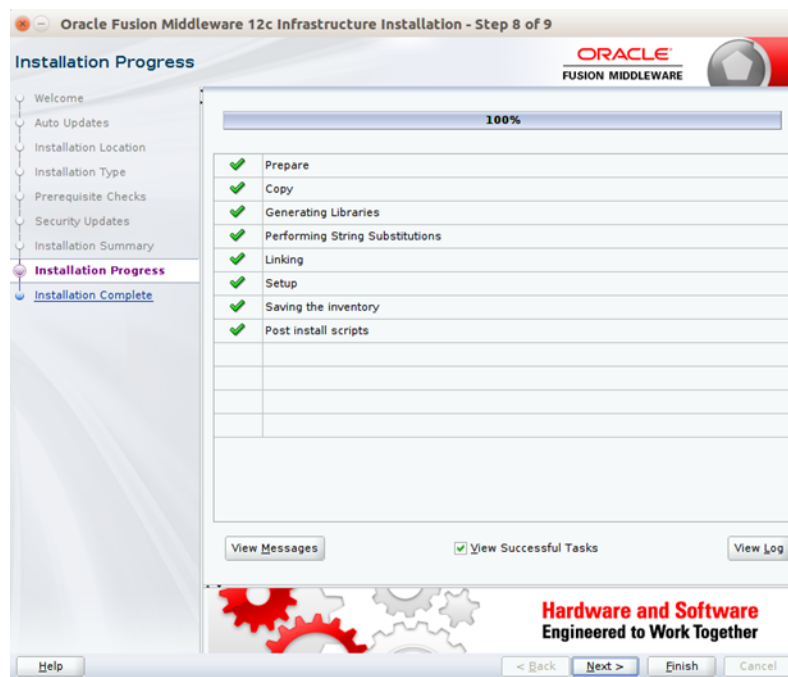 Oracle Fusion Middleware 12c Infrastructure Installation - Step 8 of 9
Installation Progress
ORACLE
FUSION MIDDLEWARE
Welcome
Auto Updates
Installation Location
Installation Type
Prerequisite Checks
Security Updates
Installation Summary
Installation Progress
Installation Complete
100%
Prepare
Copy
Generating Libraries
Performing String Substitutions
Linking
Setup
Saving the inventory
Post install scripts
View Messages
View Successful Tasks
View Log
Hardware and Software
Engineered to Work Together
Help
< Back
Next >
Finish
Cancel